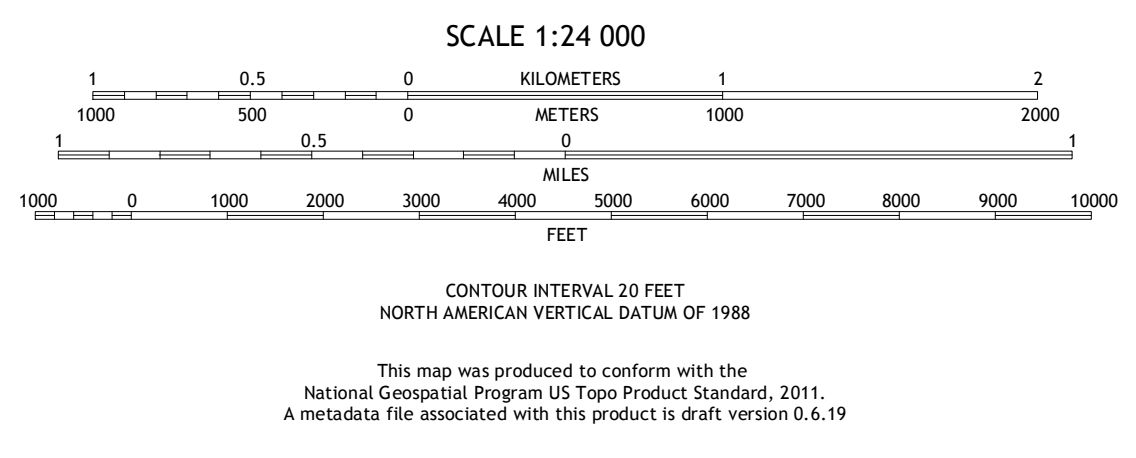 SCALE 1:24 000
1 0.5 0 KILOMETERS 1 2
1000 500 0 METERS 1000 2000
1 0.5 0 1
MILES
1000 0 1000 2000 3000 4000 5000 6000 7000 8000 9000 10000
FEET
CONTOUR INTERVAL 20 FEET
NORTH AMERICAN VERTICAL DATUM OF 1988
This map was produced to conform with the
National Geospatial Program US Topo Product Standard, 2011.
A metadata file associated with this product is draft version 0.6.19